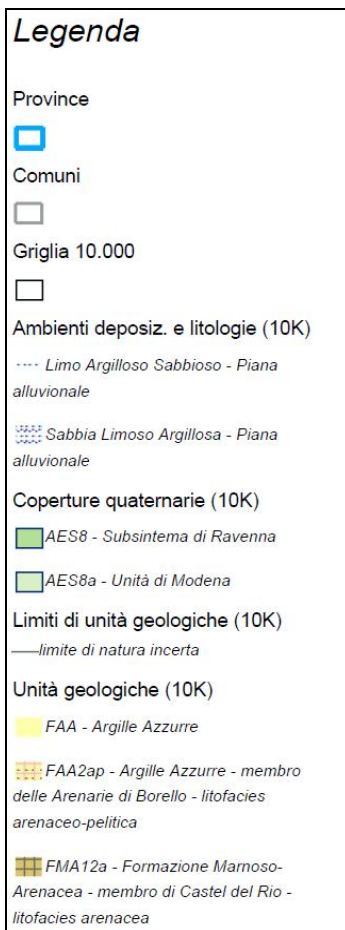 Legenda
Province
Comuni
Griglia 10.000
Ambienti deposiz. e litologie (10K)
Limo Argilloso Sabbioso - Piana
alluvionale
Sabbia Limoso Argillosa - Piana
alluvionale
Coperture quaternarie (10K)
AES8 - Subsintema di Ravenna
AES8a - Unità di Modena
Limiti di unità geologiche (10K)
limite di natura incerta
Unità geologiche (10K)
FAA - Argille Azzurre
FAA2ap - Argille Azzurre - membro
delle Arenarie di Borello - litofacies
arenaceo-pelitica
FMA12a - Formazione Marnoso-
Arenacea - membro di Castel del Rio -
litofacies arenacea